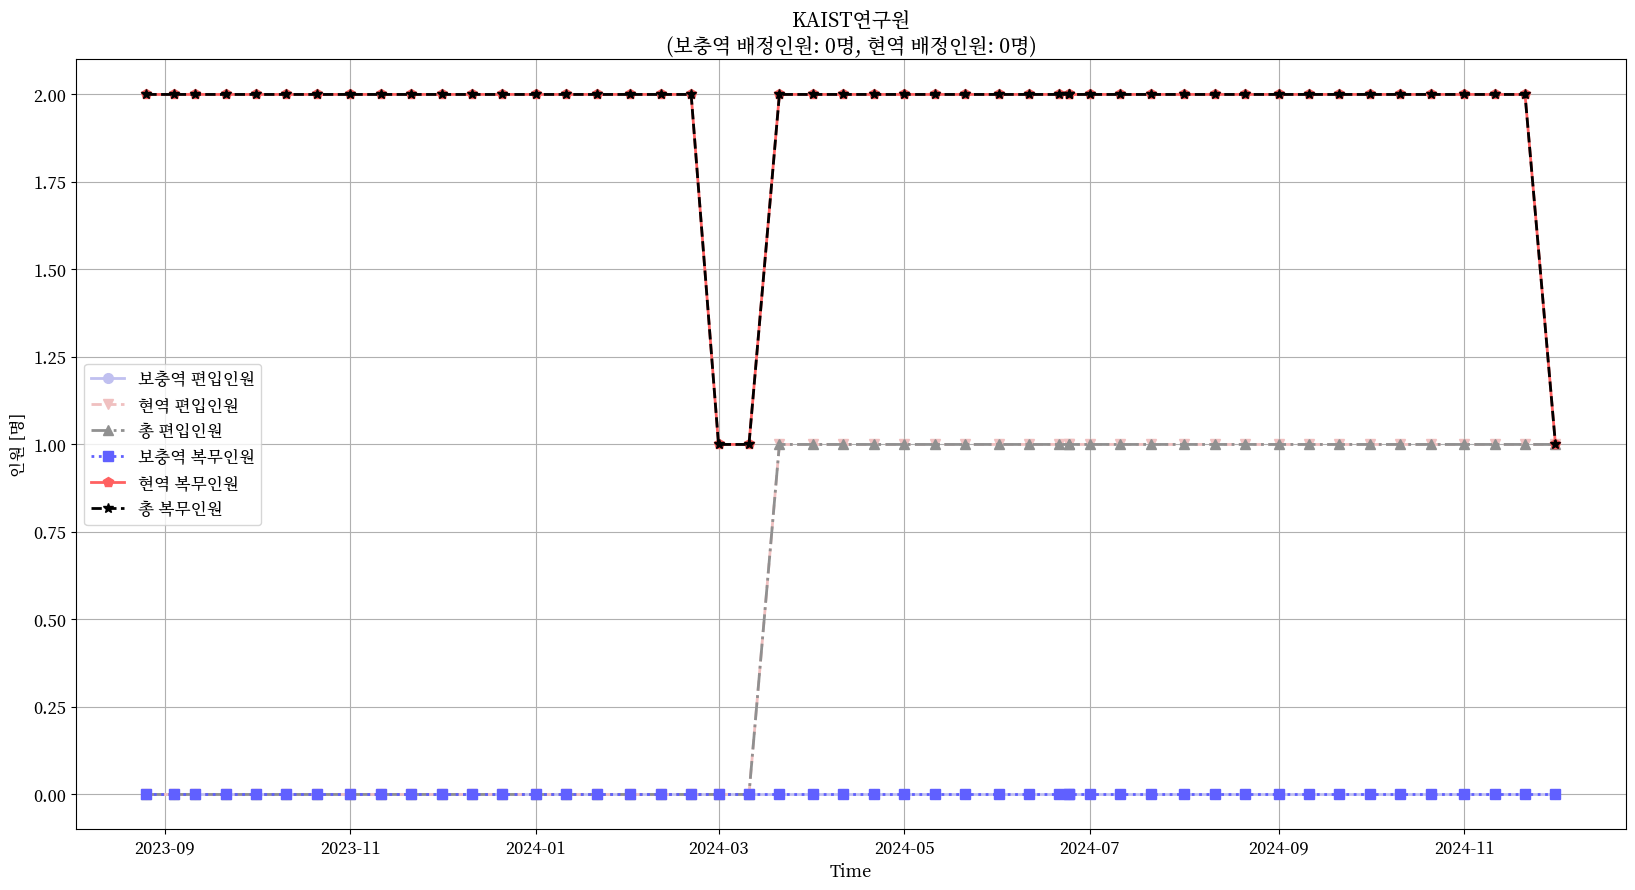 KAIST연구원
(보충역 배정인원: 0명, 현역 배정인원: 0명)
인원 [명]
2.00
1.75
1.50
1.25
1.00
0.75
0.50
0.25
0.00
보충역 편입인원
현역 편입인원
총 편입인원
보충역 복무인원
현역 복무인원
총 복무인원
2023-09
2023-11
2024-01
2024-03
2024-05
2024-07
2024-09
2024-11
Time